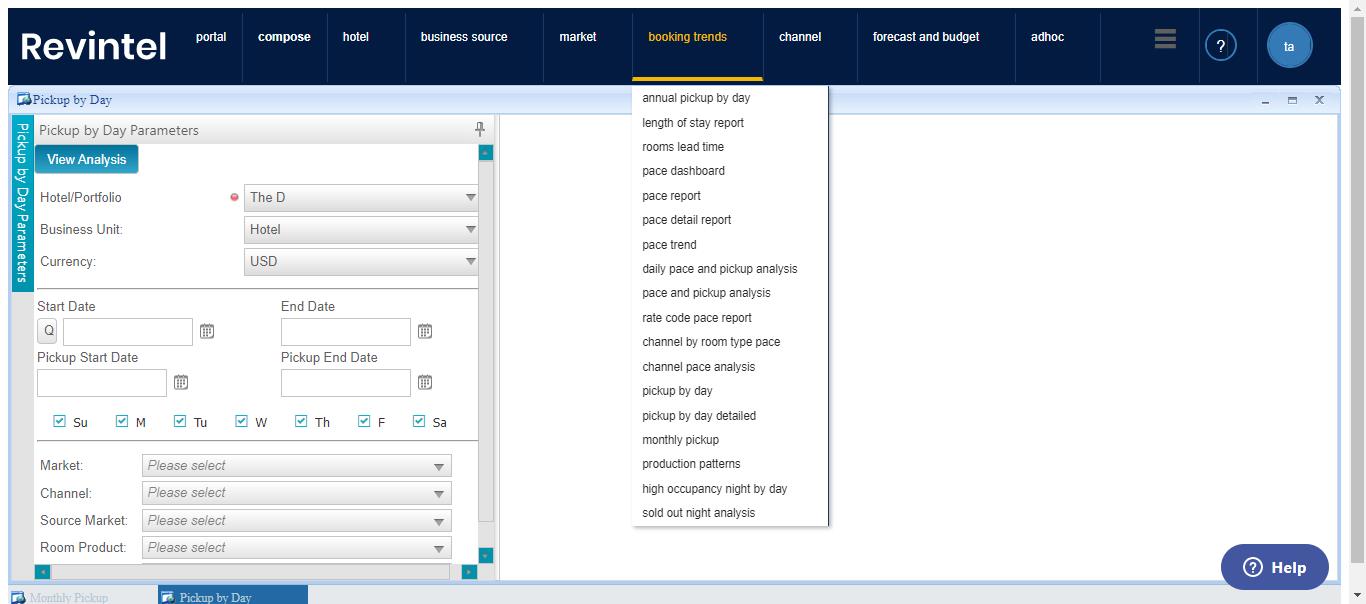 Revintel
portal
compose
hotel
business source
market
booking trends
channel
forecast and budget
adhoc
?
ta
Pickup by Day
Pickup by Day Parameters
Pickup by Day Parameters
View Analysis
Hotel/Portfolio
The D
Business Unit:
Hotel
Currency:
USD
Start Date
End Date
Q
Pickup Start Date
Pickup End Date
Su
M
Tu
W
Th
F
Sa
Market:
Please select
Channel:
Please select
Source Market:
Please select
Room Product:
Please select
annual pickup by day
length of stay report
rooms lead time
pace dashboard
pace report
pace detail report
pace trend
daily pace and pickup analysis
pace and pickup analysis
rate code pace report
channel by room type pace
channel pace analysis
pickup by day
pickup by day detailed
monthly pickup
production patterns
high occupancy night by day
sold out night analysis
? Help
Monthly Pickup
Pickup by Day